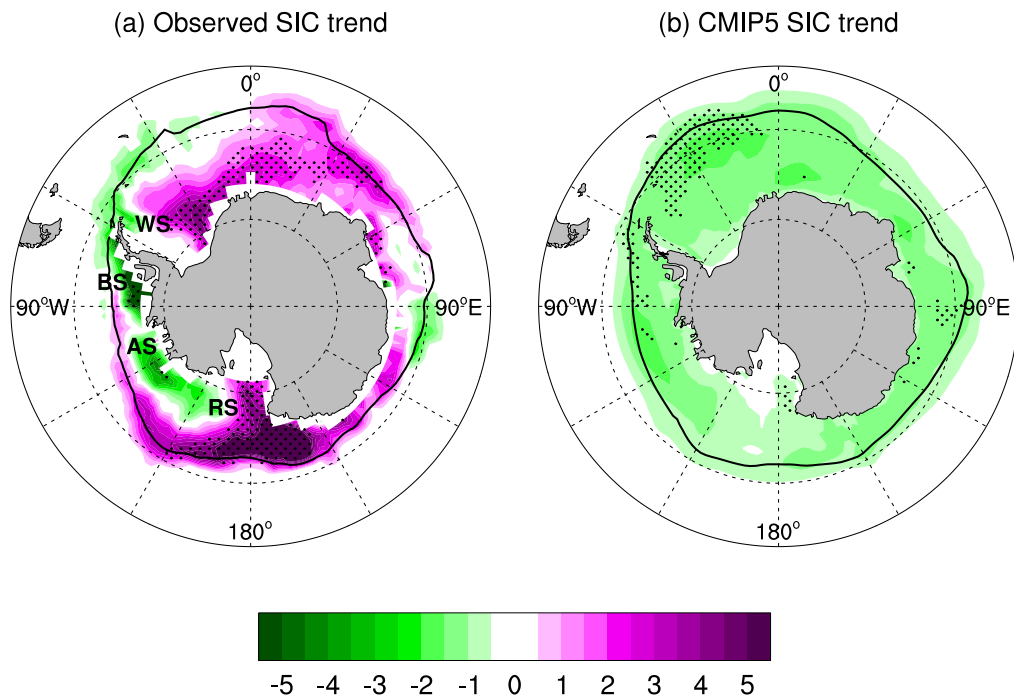 (a) Observed SIC trend
(b) CMIP5 SIC trend
0°
0°
WS
BS
90°W
90°E
90°W
90°E
AS
RS
180°
180°
-5 -4 -3 -2 -1 0 1 2 3 4 5